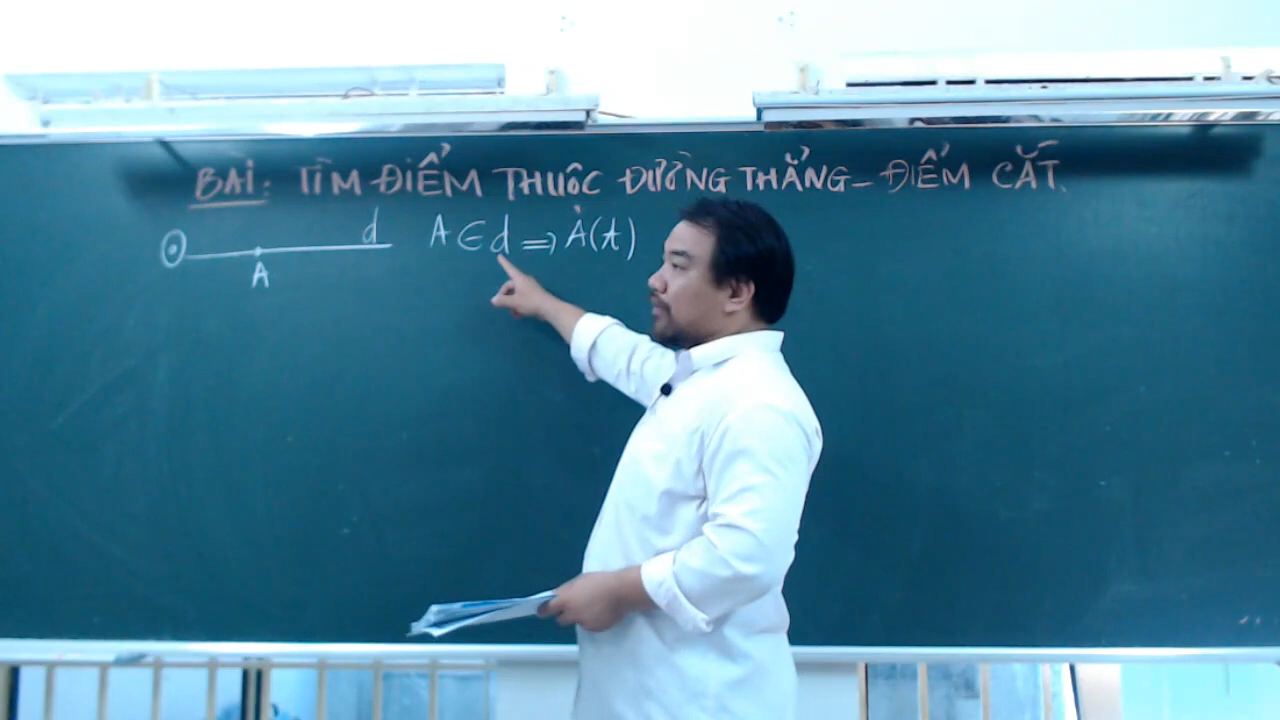 BÀI: TÌM ĐIỂM THUỘC ĐƯỜNG THẲNG - ĐIỂM CẮT.
d
A
A ∈ d ⇒ A(t)